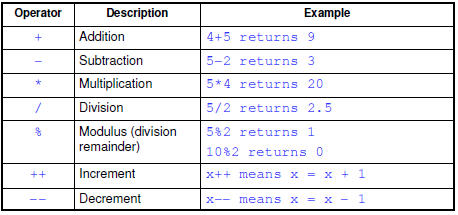 Operator Description Example
+ Addition 4+5 returns 9
− Subtraction 5−2 returns 3
* Multiplication 5*4 returns 20
/ Division 5/2 returns 2.5
% Modulus (division remainder) 5%2 returns 1
10%2 returns 0
++ Increment x++ means x = x + 1
−− Decrement x−− means x = x − 1